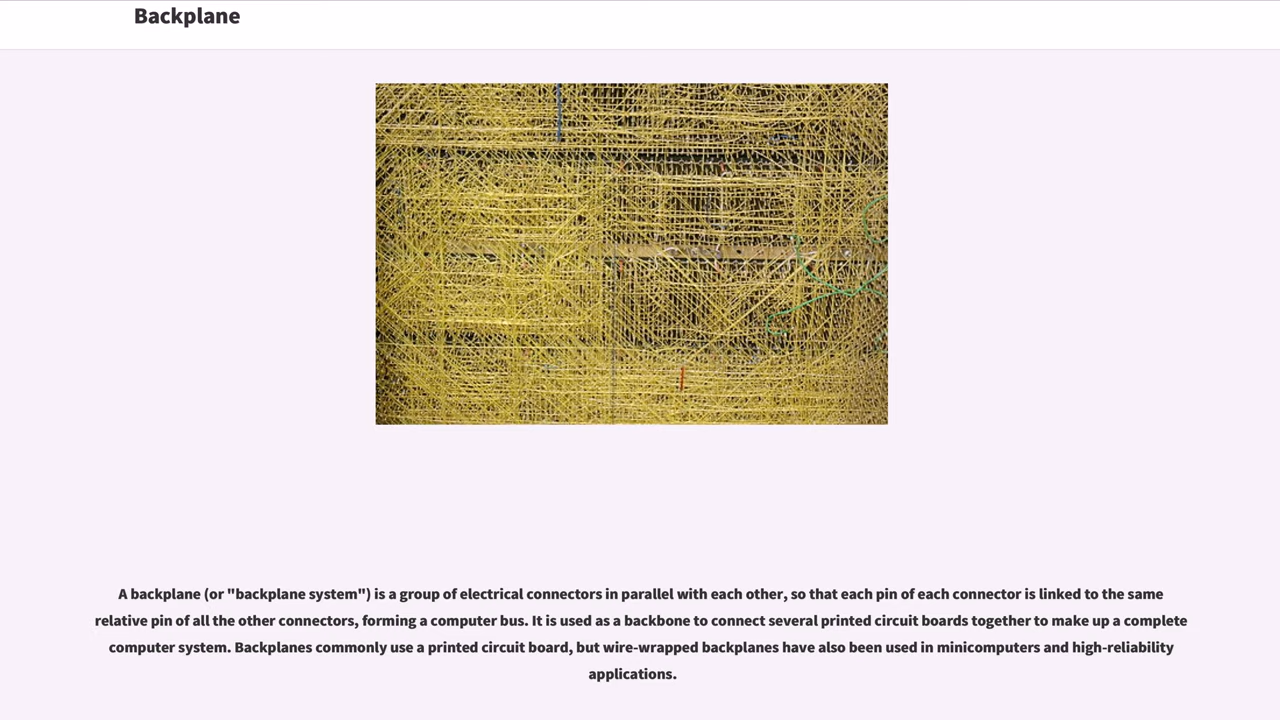 Backplane
A backplane (or "backplane system") is a group of electrical connectors in parallel with each other, so that each pin of each connector is linked to the same
relative pin of all the other connectors, forming a computer bus. It is used as a backbone to connect several printed circuit boards together to make up a complete
computer system. Backplanes commonly use a printed circuit board, but wire-wrapped backplanes have also been used in minicomputers and high-reliability
applications.